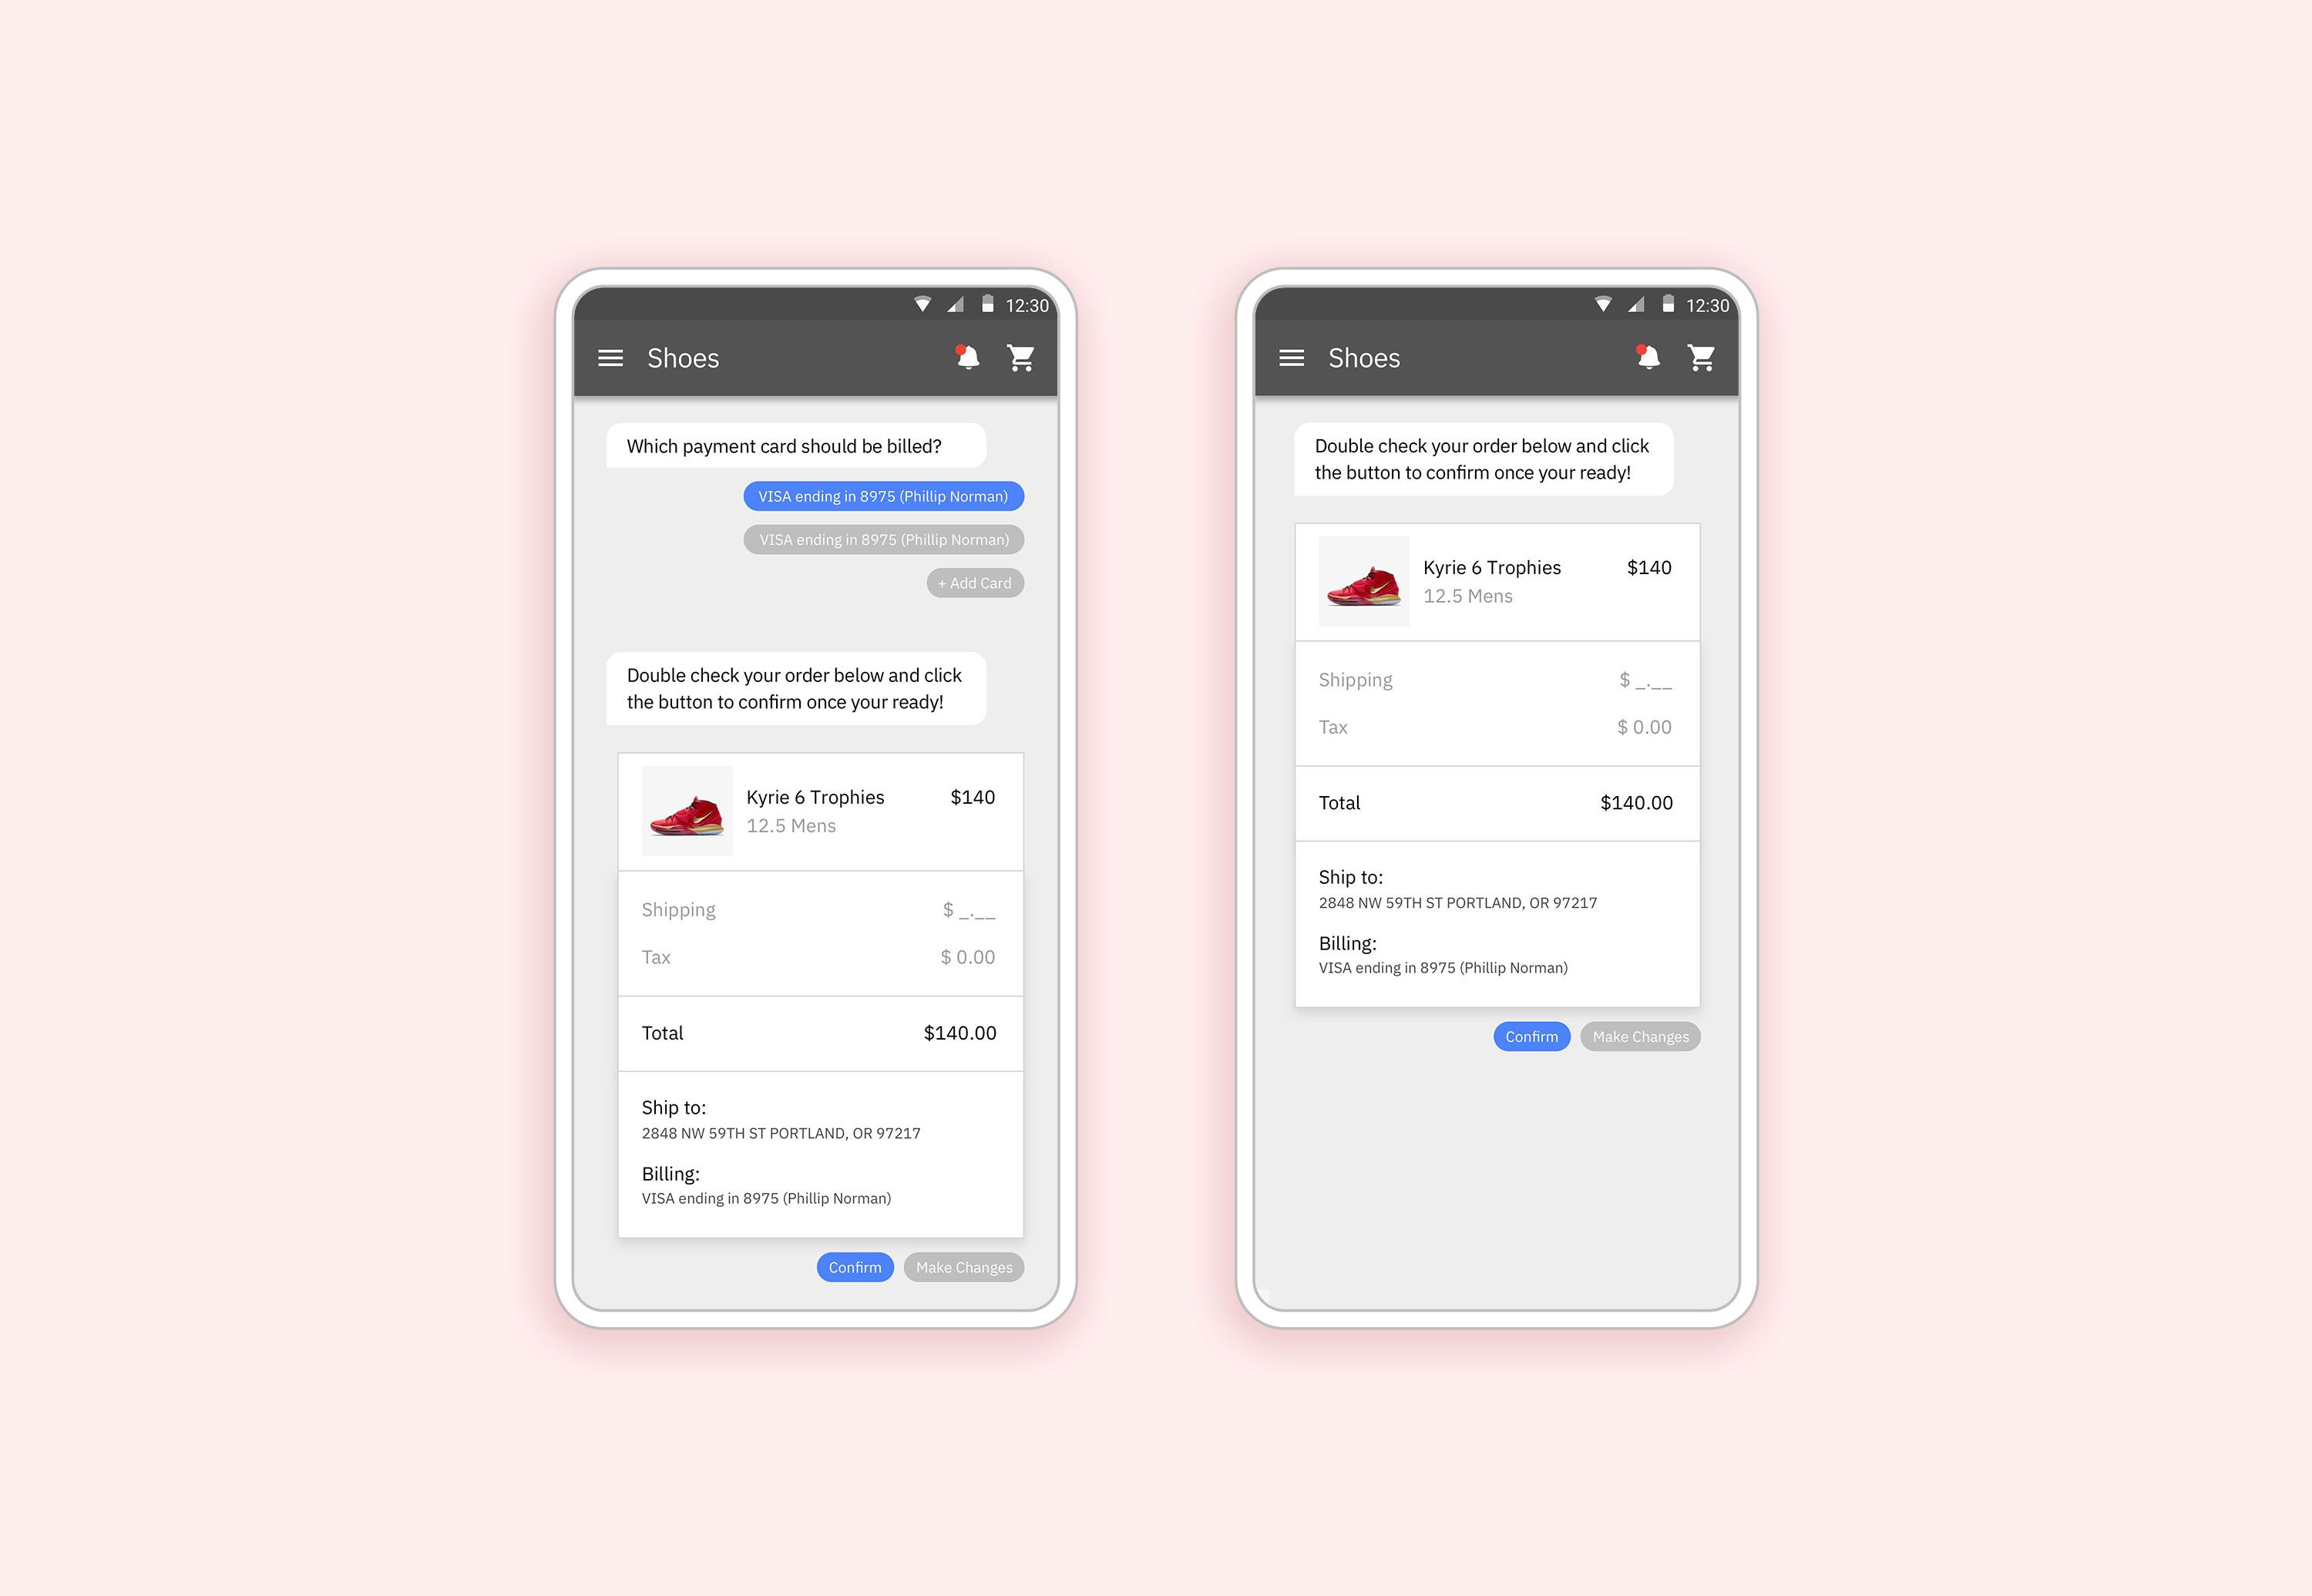 12:30
Shoes
Which payment card should be billed?
VISA ending in 8975 (Phillip Norman)
VISA ending in 8975 (Phillip Norman)
+ Add Card
Double check your order below and click
the button to confirm once your ready!
Kyrie 6 Trophies $140
12.5 Mens
Shipping $ _.__
Tax $ 0.00
Total $140.00
Ship to:
2848 NW 59TH ST PORTLAND, OR 97217
Billing:
VISA ending in 8975 (Phillip Norman)
Confirm Make Changes
12:30
Shoes
Double check your order below and click
the button to confirm once your ready!
Kyrie 6 Trophies $140
12.5 Mens
Shipping $ _.__
Tax $ 0.00
Total $140.00
Ship to:
2848 NW 59TH ST PORTLAND, OR 97217
Billing:
VISA ending in 8975 (Phillip Norman)
Confirm Make Changes